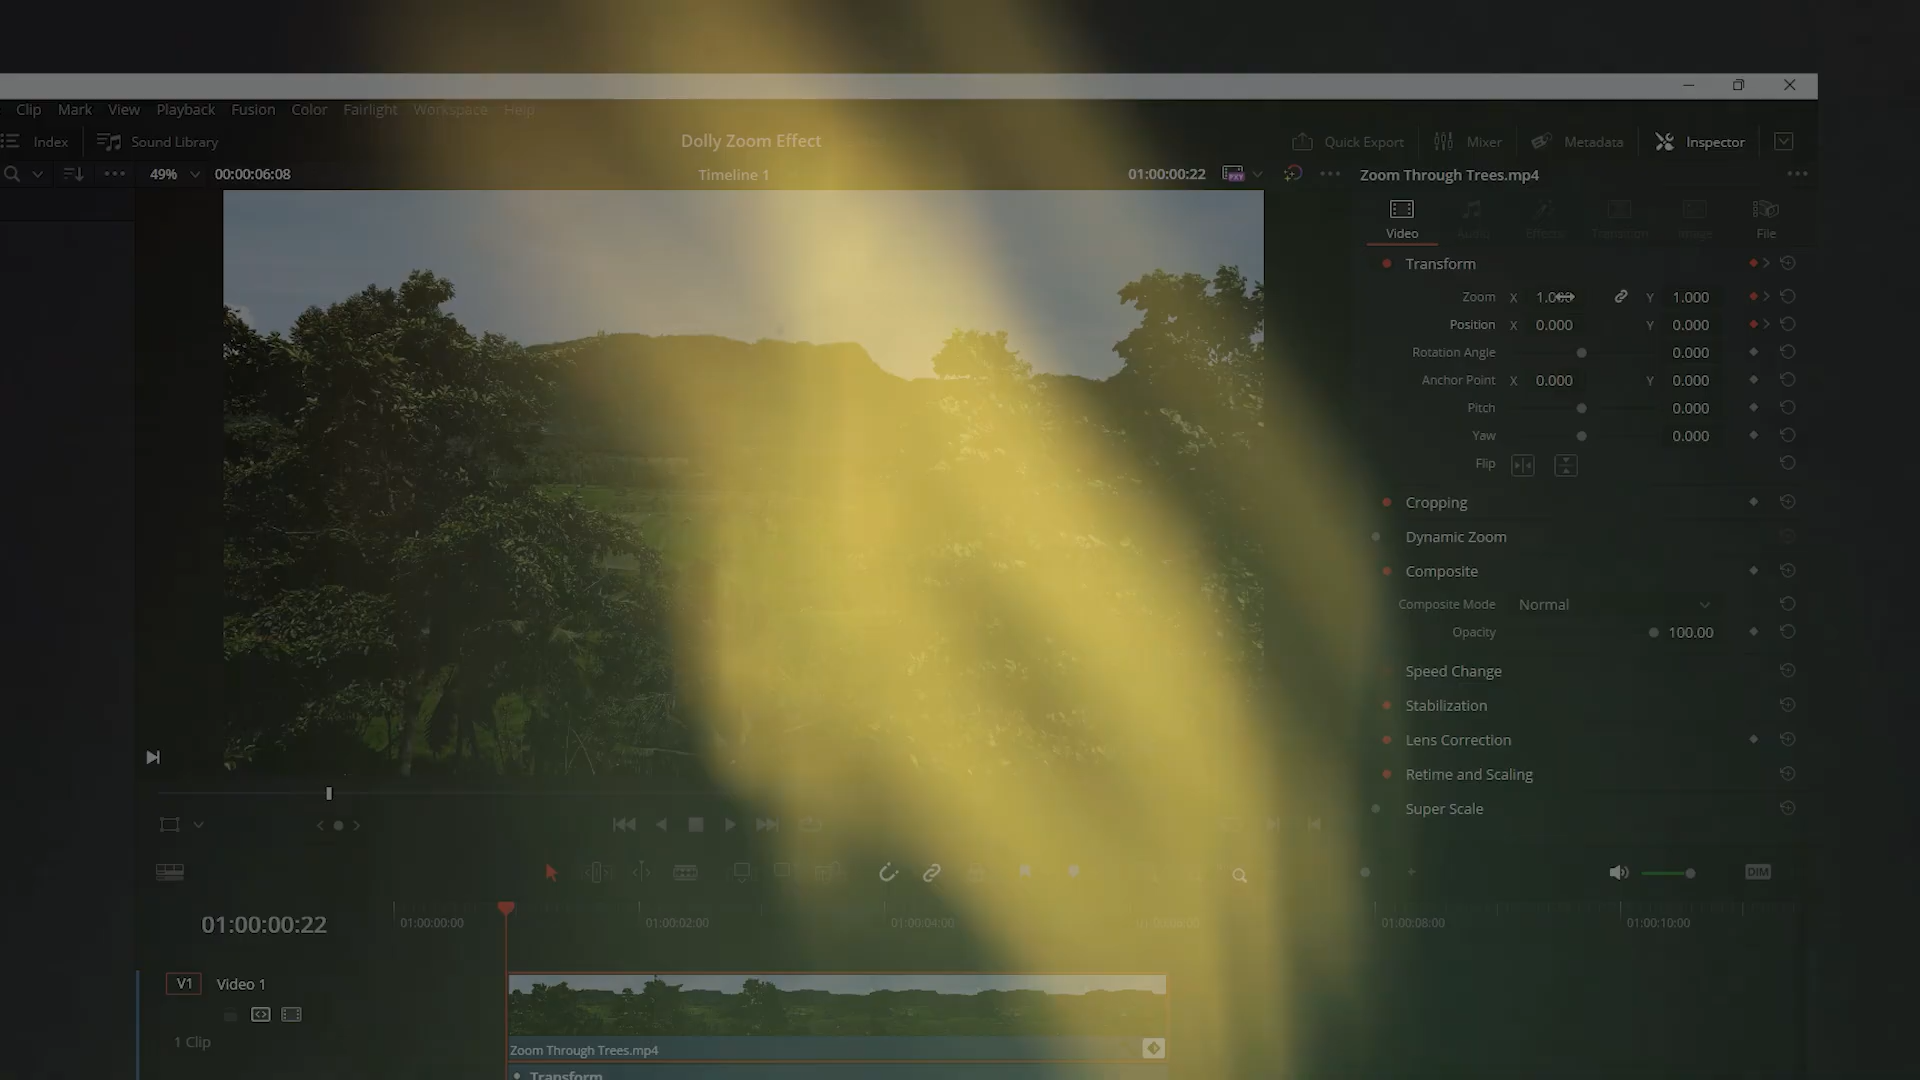 Clip Mark View Playback Fusion Color Fairlight Workspace Help
Index Sound Library Dolly Zoom Effect Quick Export Mixer Metadata Inspector
49% 00:00:06:08 Timeline 1 01:00:00:22 PXY Zoom Through Trees.mp4
Video Audio Effects Transition Image File
Transform
Zoom X Y 1.000
Position X 0.000 Y 0.000
Rotation Angle 0.000
Anchor Point X 0.000 Y 0.000
Pitch 0.000
Yaw 0.000
Flip
Cropping
Dynamic Zoom
Composite
Composite Mode Normal
Opacity 100.00
Speed Change
Stabilization
Lens Correction
Retime and Scaling
Super Scale
DIM
01:00:00:22 01:00:00:00 01:00:02:00 01:00:04:00 01:00:06:00 01:00:08:00 01:00:10:00
V1 Video 1
1 Clip
Zoom Through Trees.mp4
Transform